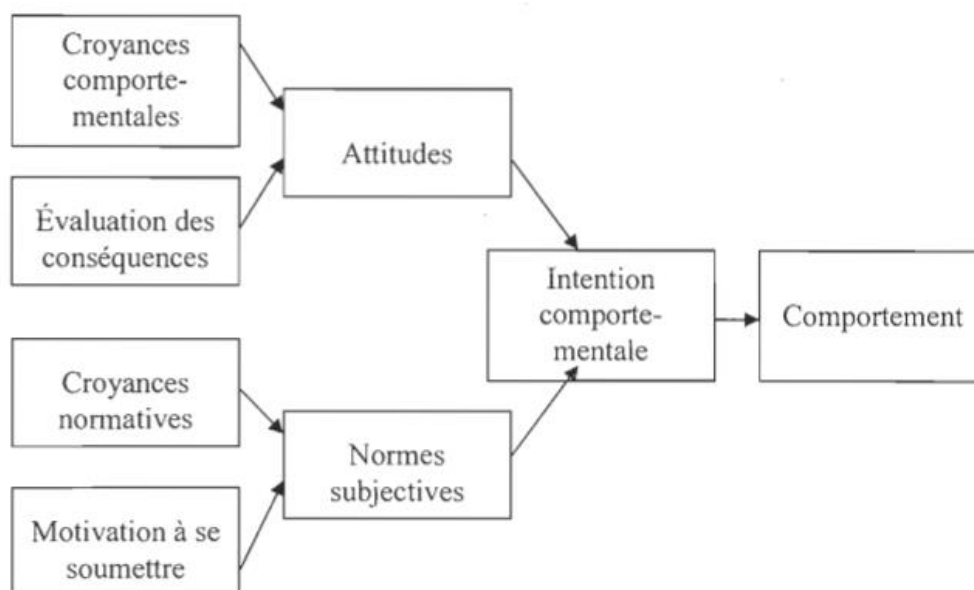 Croyances
comporte-
mentales
Attitudes
Évaluation des
conséquences
Intention
comporte-
mentale
Comportement
Croyances
normatives
Normes
subjectives
Motivation à se
soumettre